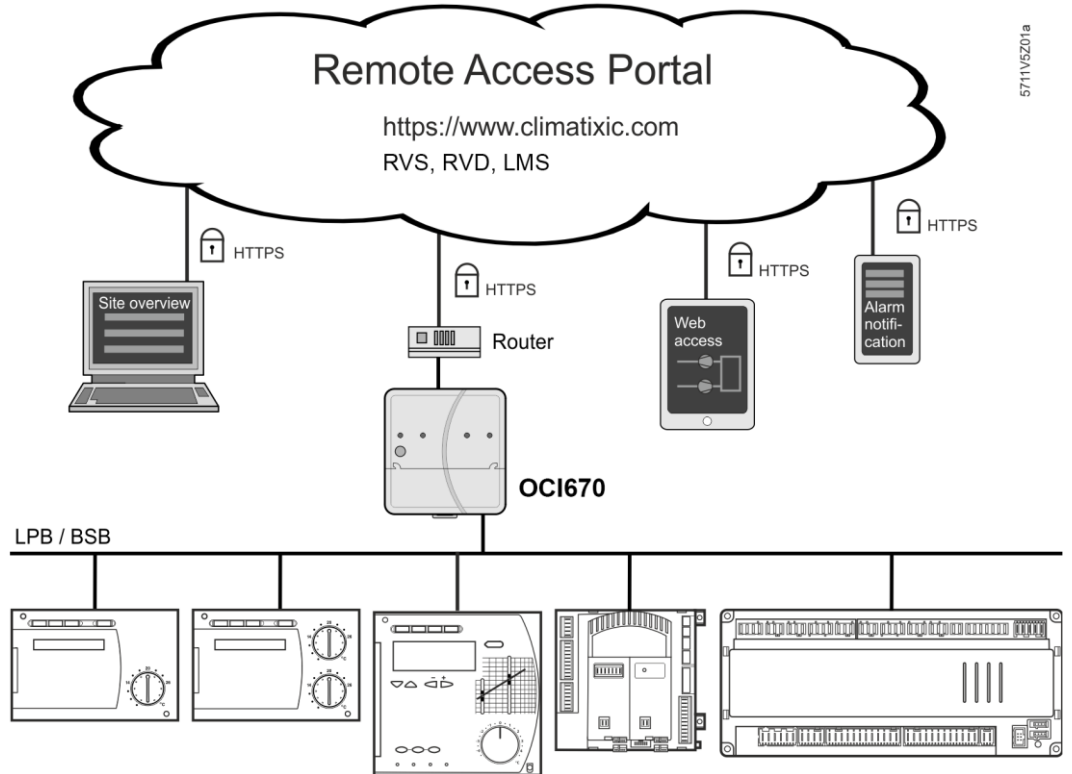 Remote Access Portal
https://www.climatixic.com
RVS, RVD, LMS
5711V5Z01a
HTTPS
HTTPS
HTTPS
HTTPS
Site overview
Router
Web
access
Alarm
notifi-
cation
OCI670
LPB / BSB